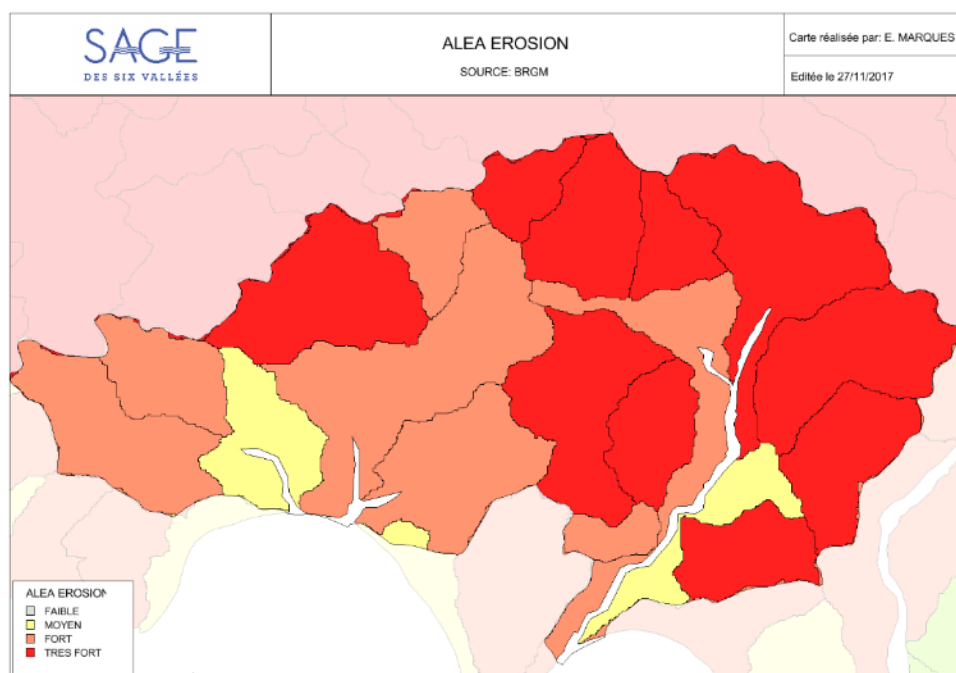 SAGE
DES SIX VALLÉES
ALEA EROSION
SOURCE: BRGM
Carte réalisée par: E. MARQUES
Editée le 27/11/2017
ALEA EROSION
FAIBLE
MOYEN
FORT
TRES FORT